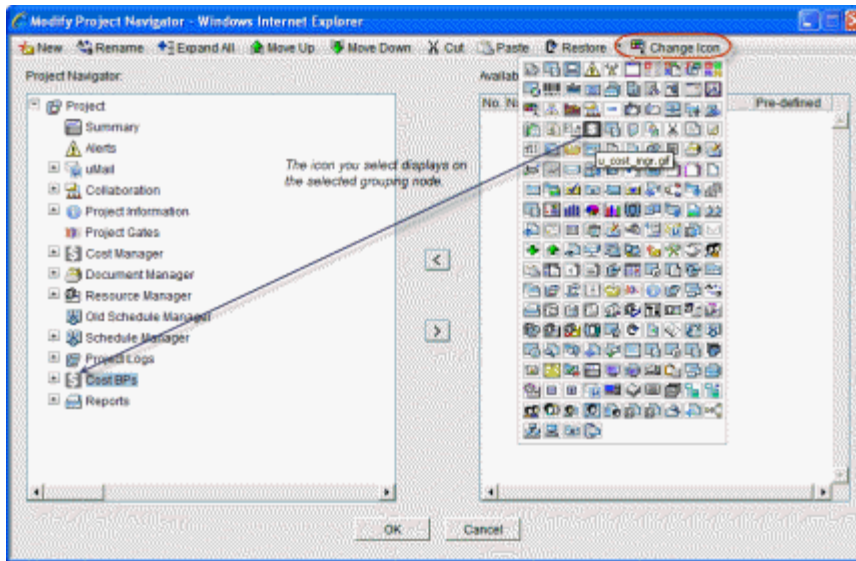 Modify Project Navigator - Windows Internet Explorer
New Rename Expand All Move Up Move Down Cut Paste Restore Change Icon
Project Navigator:
Availab
No. N
Pre-defined
Project
Summary
Alerts
uMail
Collaboration
Project Information
Project Gates
Cost Manager
Document Manager
Resource Manager
Old Schedule Manager
Schedule Manager
Project Logs
Cost BPs
Reports
The icon you select displays on
the selected grouping node.
u_cost_mgr.gif
<
>
OK Cancel